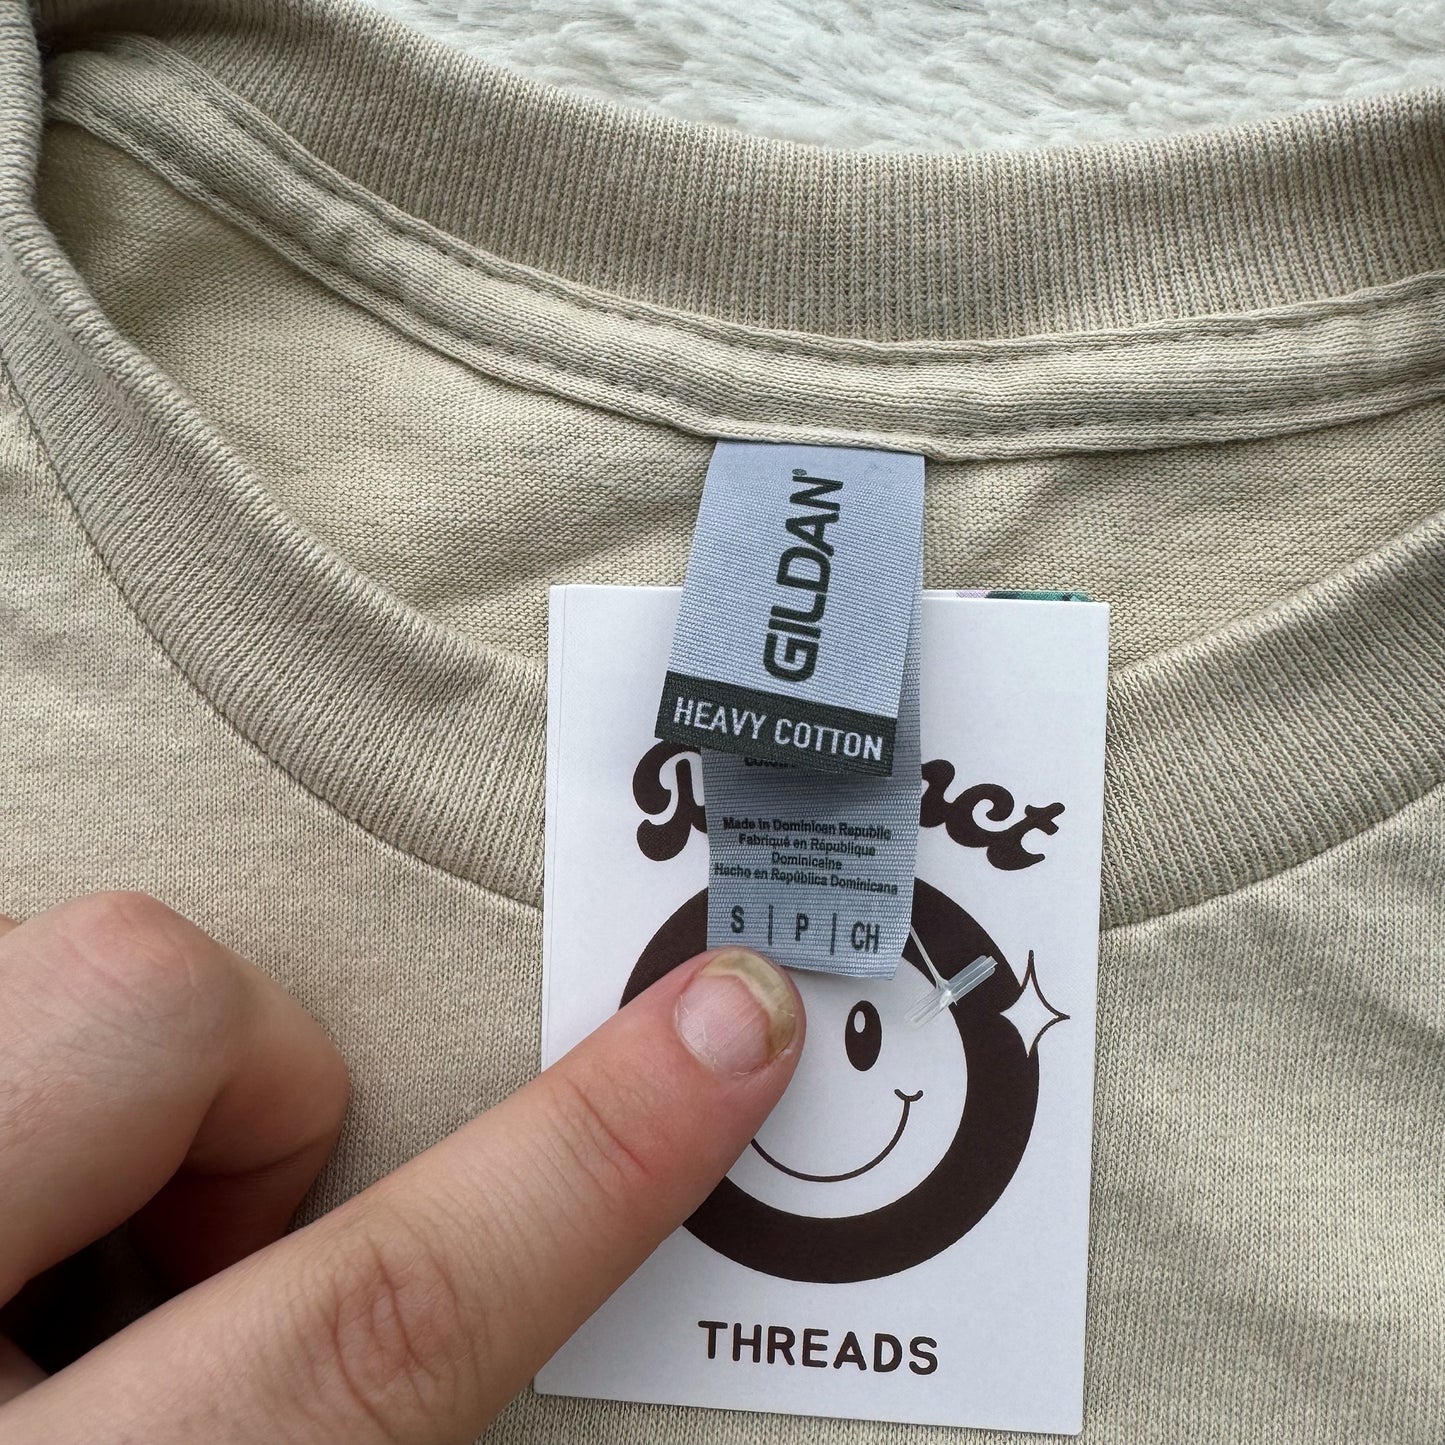 GILDAN®
HEAVY COTTON
Made in Dominican Republic
Fabriqué en République
Dominicaine
Hecho en República Dominicana
S | P | CH
THREADS